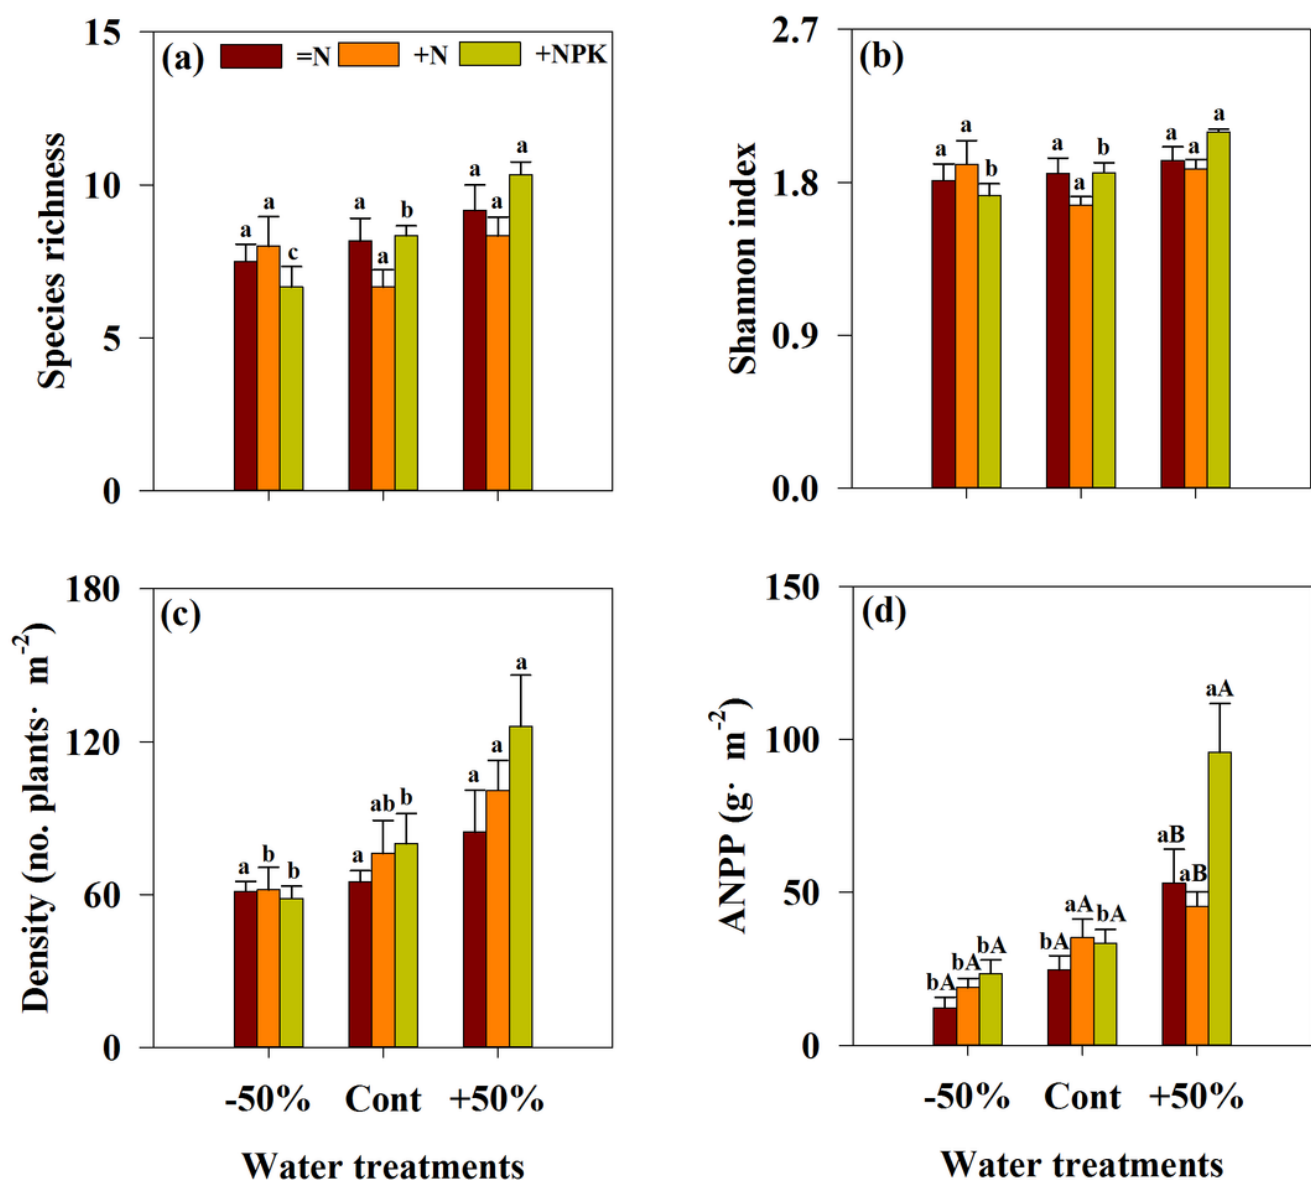 (a) =N +N +NPK
Species richness
15
10
5
0
a a c
a a b
a a a
(b)
Shannon index
2.7
1.8
0.9
0.0
a a b
a a b
a a a
(c)
Density (no. plants· m-2)
180
120
60
0
a b b
a ab b
a a a
-50% Cont +50%
Water treatments
(d)
ANPP (g· m-2)
150
100
50
0
bA bA bA
bA aA bA
aB aB aA
-50% Cont +50%
Water treatments